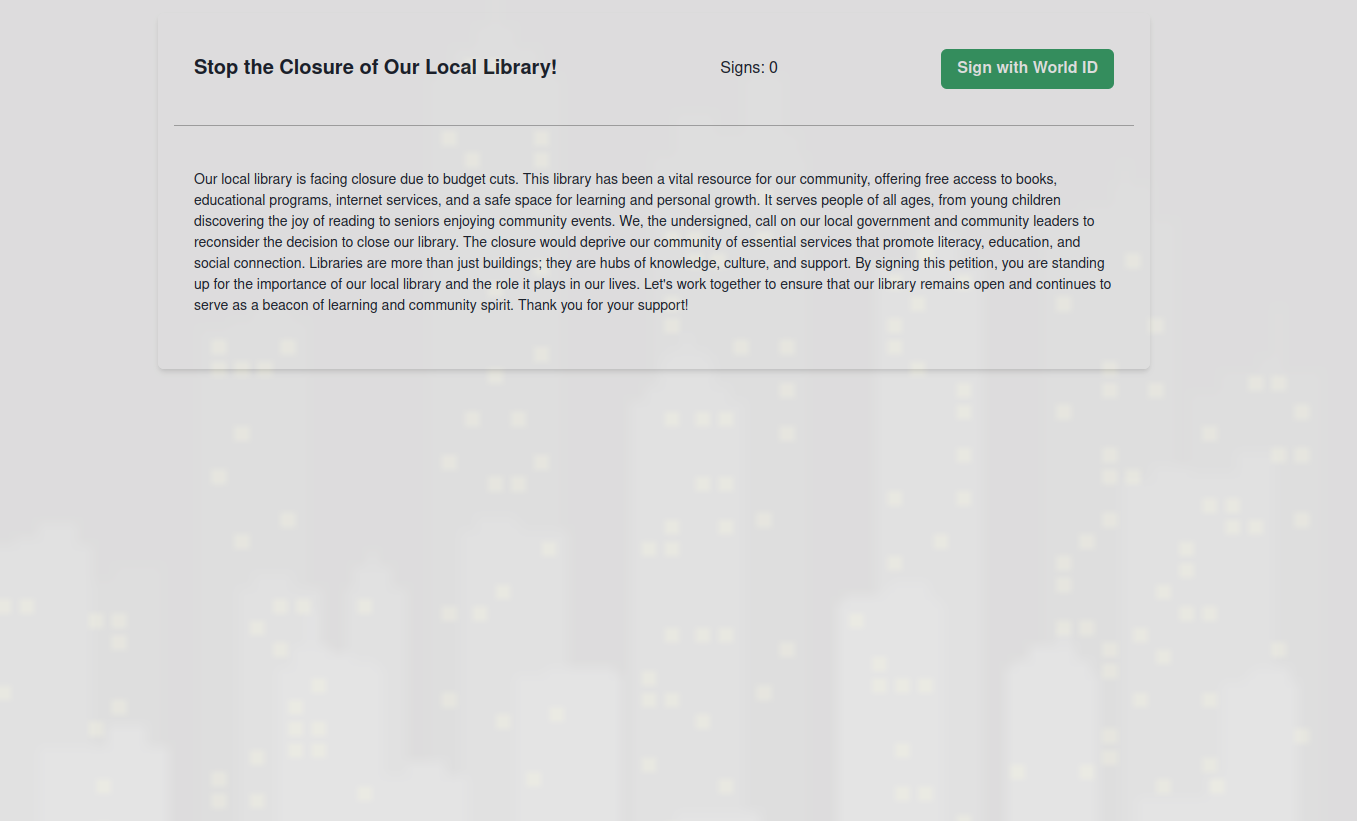 Stop the Closure of Our Local Library!
Signs: 0
Sign with World ID
Our local library is facing closure due to budget cuts. This library has been a vital resource for our community, offering free access to books,
educational programs, internet services, and a safe space for learning and personal growth. It serves people of all ages, from young children
discovering the joy of reading to seniors enjoying community events. We, the undersigned, call on our local government and community leaders to
reconsider the decision to close our library. The closure would deprive our community of essential services that promote literacy, education, and
social connection. Libraries are more than just buildings; they are hubs of knowledge, culture, and support. By signing this petition, you are standing
up for the importance of our local library and the role it plays in our lives. Let's work together to ensure that our library remains open and continues to
serve as a beacon of learning and community spirit. Thank you for your support!